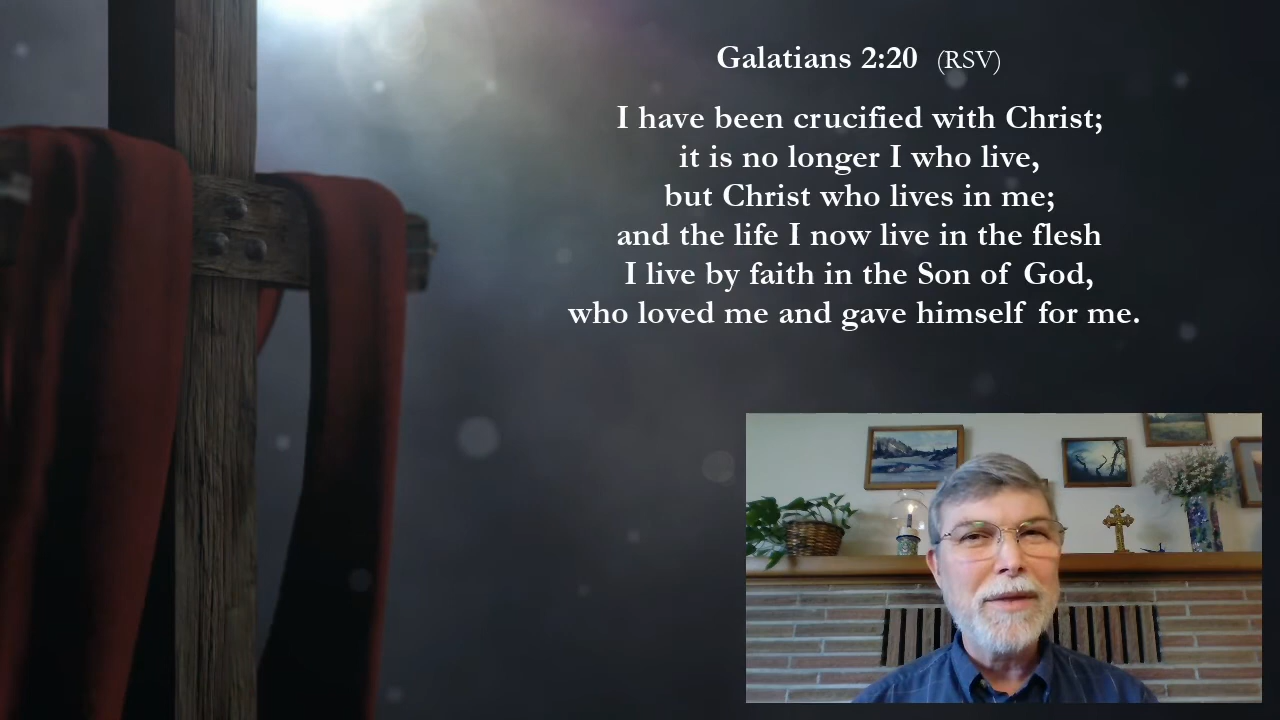 Galatians 2:20 (RSV)
I have been crucified with Christ;
it is no longer I who live,
but Christ who lives in me;
and the life I now live in the flesh
I live by faith in the Son of God,
who loved me and gave himself for me.